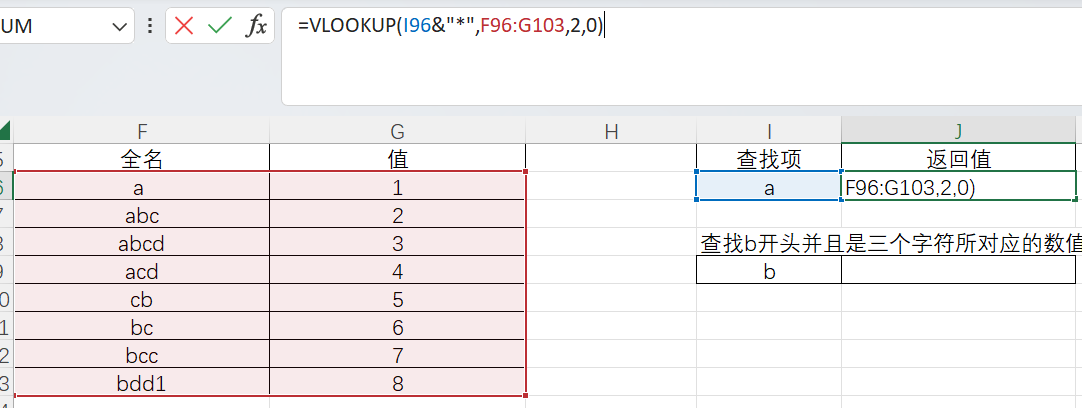 UM fx =VLOOKUP(I96&"*",F96:G103,2,0)
F G H I J
5 全名 值 查找项 返回值
6 a 1 a F96:G103,2,0)
7 abc 2
8 abcd 3 查找b开头并且是三个字符所对应的数值
9 acd 4 b
0 cb 5
1 bc 6
2 bcc 7
3 bdd1 8